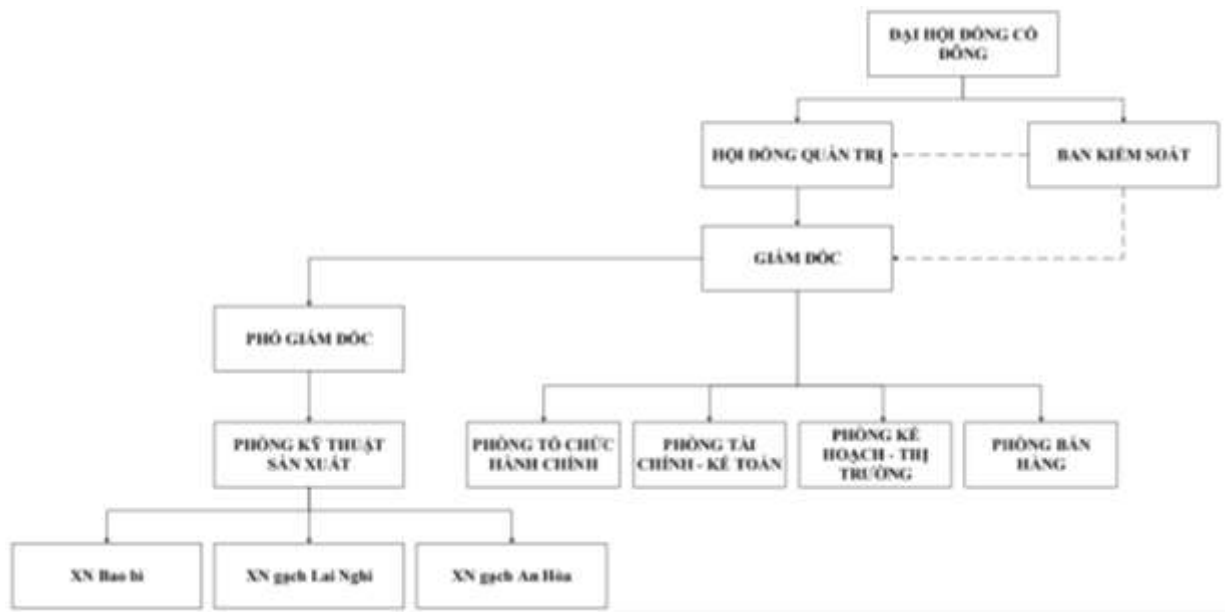 ĐẠI HỘI ĐỒNG CỔ
ĐÔNG
HỘI ĐỒNG QUẢN TRỊ
BAN KIỂM SOÁT
GIÁM ĐỐC
PHÓ GIÁM ĐỐC
PHÒNG KỸ THUẬT
SẢN XUẤT
PHÒNG TỔ CHỨC
HÀNH CHÍNH
PHÒNG TÀI
CHÍNH - KẾ TOÁN
PHÒNG KẾ
HOẠCH - THỊ
TRƯỜNG
PHÒNG BÁN
HÀNG
XN Bao bì
XN gạch Lai Nghi
XN gạch An Hòa